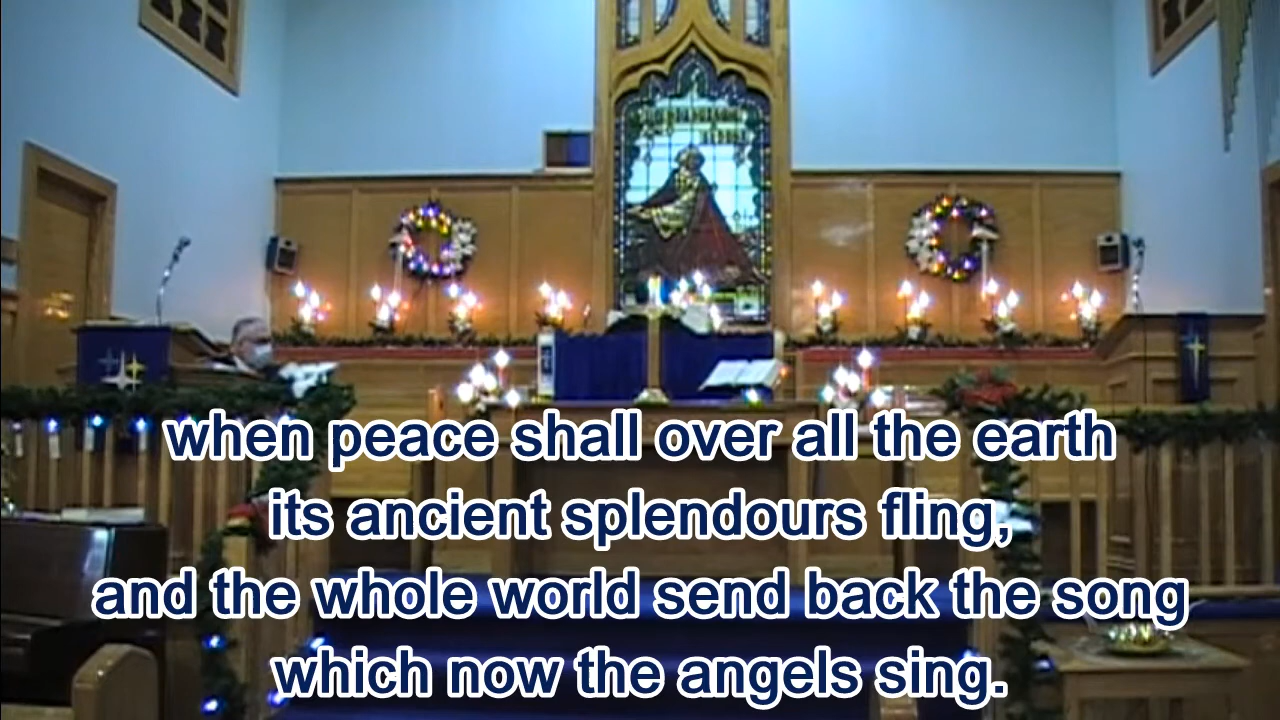 when peace shall over all the earth
its ancient splendours fling,
and the whole world send back the song
which now the angels sing.